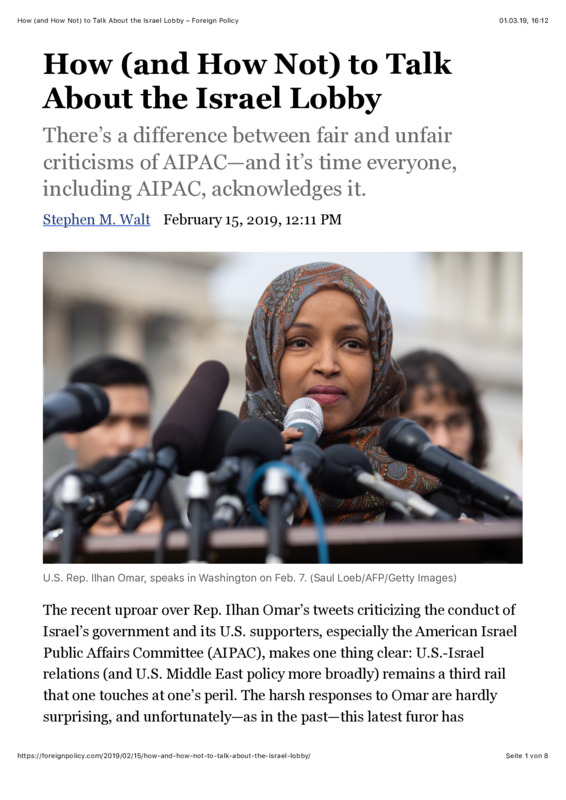 How (and How Not) to Talk About the Israel Lobby – Foreign Policy
01.03.19, 16:12
How (and How Not) to Talk
About the Israel Lobby
There’s a difference between fair and unfair
criticisms of AIPAC—and it’s time everyone,
including AIPAC, acknowledges it.
Stephen M. Walt February 15, 2019, 12:11 PM
U.S. Rep. Ilhan Omar, speaks in Washington on Feb. 7. (Saul Loeb/AFP/Getty Images)
The recent uproar over Rep. Ilhan Omar’s tweets criticizing the conduct of
Israel’s government and its U.S. supporters, especially the American Israel
Public Affairs Committee (AIPAC), makes one thing clear: U.S.-Israel
relations (and U.S. Middle East policy more broadly) remains a third rail
that one touches at one’s peril. The harsh responses to Omar are hardly
surprising, and unfortunately—as in the past—this latest furor has
https://foreignpolicy.com/2019/02/15/how-and-how-not-to-talk-about-the-israel-lobby/
Seite 1 von 8